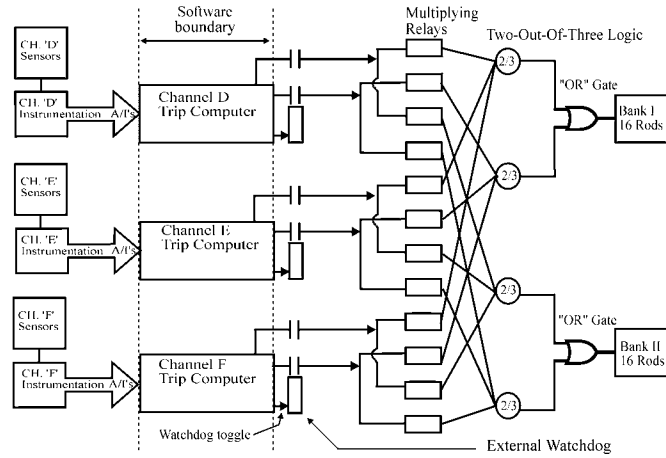 Software
boundary
Multiplying
Relays
Two-Out-Of-Three Logic
CH. 'D'
Sensors
CH. 'D'
Instrumentation A/I's
Channel D
Trip Computer
2/3
"OR" Gate
Bank I
16 Rods
CH. 'E'
Sensors
CH. 'E'
Instrumentation A/I's
Channel E
Trip Computer
2/3
CH. 'F'
Sensors
CH. 'F'
Instrumentation A/I's
Channel F
Trip Computer
2/3
"OR" Gate
Bank II
16 Rods
2/3
Watchdog toggle
External Watchdog